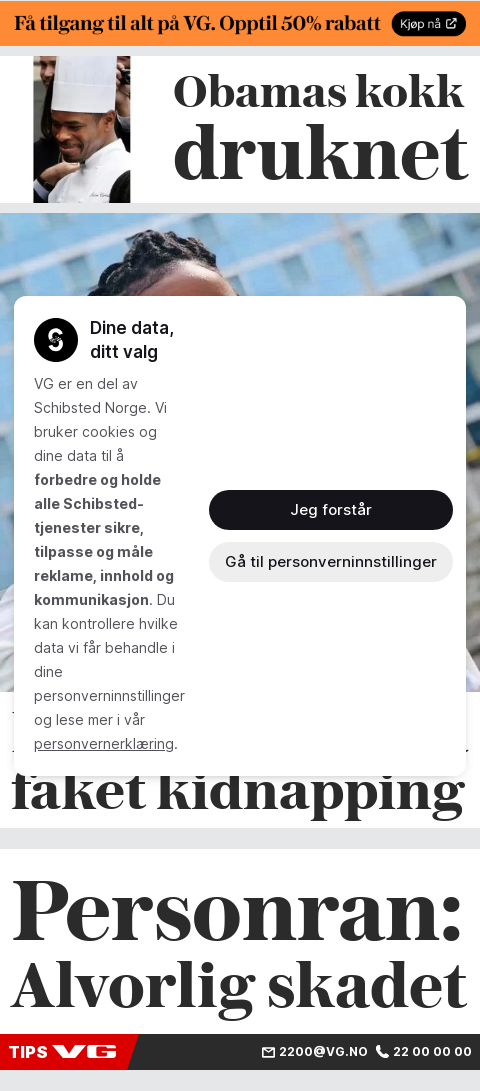 Få tilgang til alt på VG. Opptil 50% rabatt
Kjøp nå
Obamas kokk
druknet
Dine data,
ditt valg
VG er en del av
Schibsted Norge. Vi
bruker cookies og
dine data til å
forbedre og holde
alle Schibsted-
tjenester sikre,
tilpasse og måle
reklame, innhold og
kommunikasjon. Du
kan kontrollere hvilke
data vi får behandle i
dine
personverninnstillinger
og lese mer i vår
personvernerklæring.
Jeg forstår
Gå til personverninnstillinger
faket kidnapping
Personran:
Alvorlig skadet
TIPS VG
2200@VG.NO
22 00 00 00